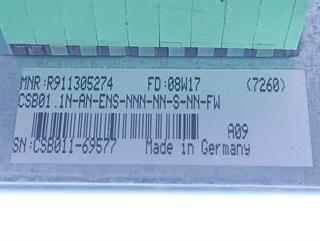 MNR:R911305274 FD:08W17 (7260)
CSB01.1N-AN-ENS-NNN-NN-S-NN-FW
A09
SN:CSB011-69577 Made in Germany